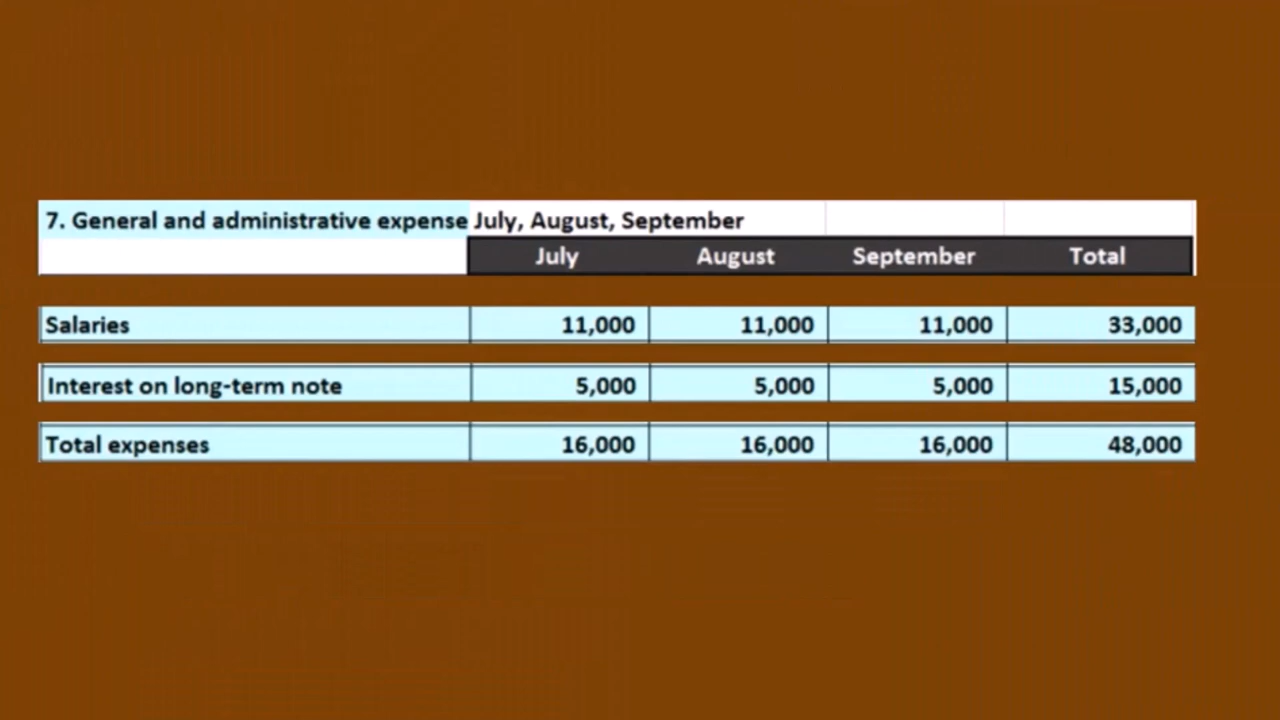 7. General and administrative expense July, August, September
July August September Total
Salaries 11,000 11,000 11,000 33,000
Interest on long-term note 5,000 5,000 5,000 15,000
Total expenses 16,000 16,000 16,000 48,000